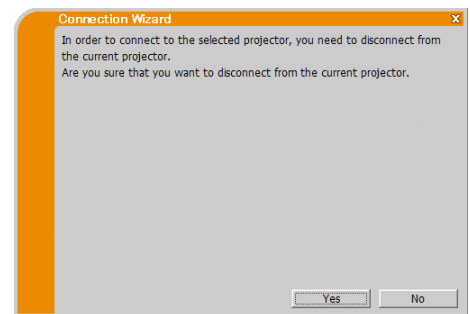 Connection Wizard x
In order to connect to the selected projector, you need to disconnect from
the current projector.
Are you sure that you want to disconnect from the current projector.
Yes No